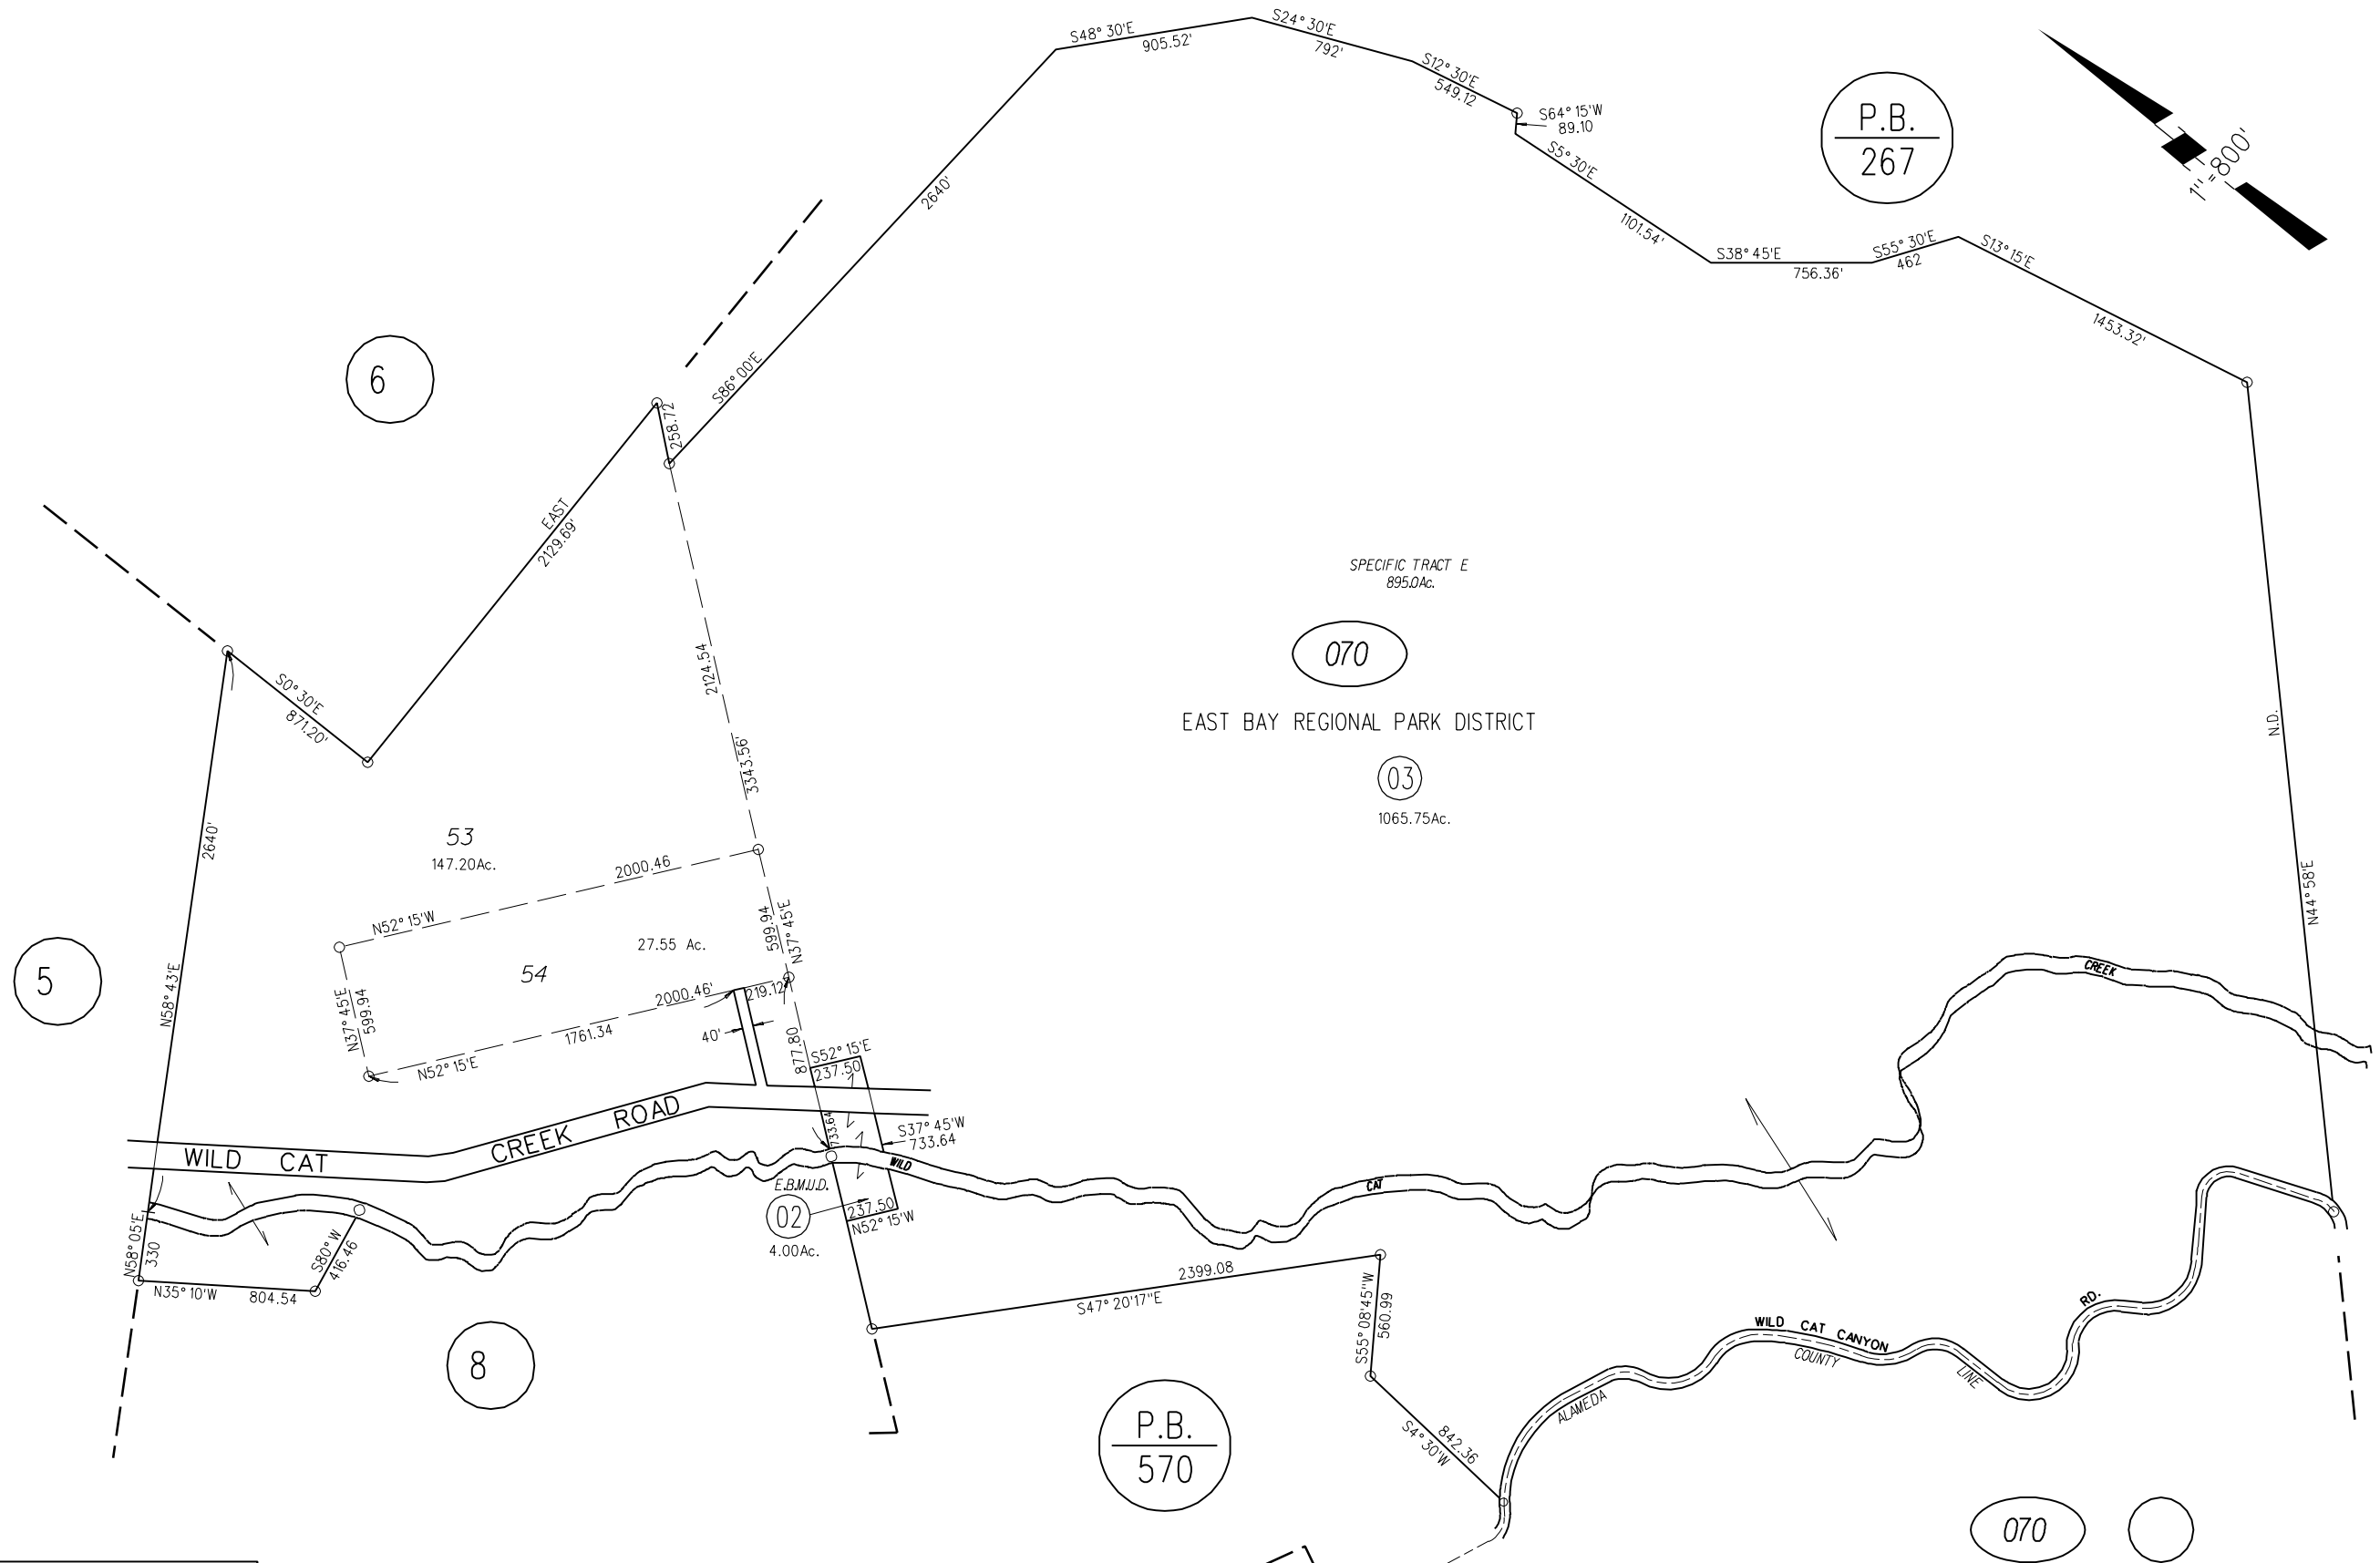 S48° 30'E
905.52'
S24° 30'E
792'
S12° 30'E
549.12
S64° 15'W
89.10
S5° 30'E
1101.54'
S38° 45'E
756.36'
S55° 30'E
462
S13° 15'E
1453.32'
P.B.
267
1"=800'
2640'
S86° 00'E
6
258.72
EAST
2129.69'
S0° 30'E
871.20'
2640'
N58° 43'E
5
SPECIFIC TRACT E
895.0Ac.
070
EAST BAY REGIONAL PARK DISTRICT
03
1065.75Ac.
N.D.
N44° 58'E
2124.54
3343.56'
53
147.20Ac.
2000.46
N52° 15'W
599.94
N37° 45'E
27.55 Ac.
54
N37° 45'E
599.94
2000.46'
219.12
1761.34
N52° 15'E
40'
877.80
S52° 15'E
237.50
733.64
S37° 45'W
733.64
WILD CAT CREEK ROAD
E.B.M.U.D.
02
4.00Ac.
237.50
N52° 15'W
WILD
CAT
CREEK
N58° 05'E
330
S80° W
416.46
N35° 10'W
804.54
8
2399.08
S47° 20'17"E
S55° 08'45"W
560.99
842.36
S4° 30'W
P.B.
570
WILD CAT CANYON RD.
ALAMEDA COUNTY LINE
070